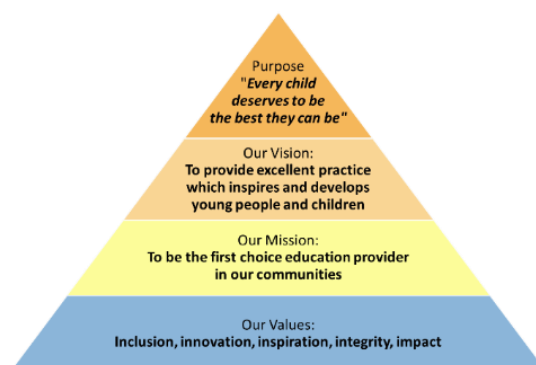 Purpose
"Every child
deserves to be
the best they can be"
Our Vision:
To provide excellent practice
which inspires and develops
young people and children
Our Mission:
To be the first choice education provider
in our communities
Our Values:
Inclusion, innovation, inspiration, integrity, impact